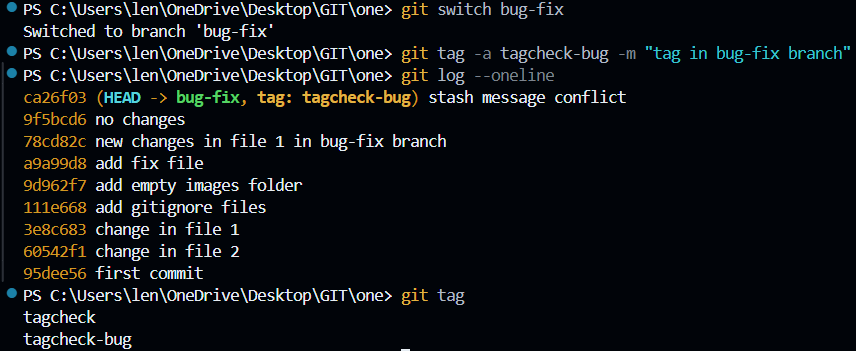 PS C:\Users\len\OneDrive\Desktop\GIT\one> git switch bug-fix
Switched to branch 'bug-fix'
PS C:\Users\len\OneDrive\Desktop\GIT\one> git tag -a tagcheck-bug -m "tag in bug-fix branch"
PS C:\Users\len\OneDrive\Desktop\GIT\one> git log --oneline
ca26f03 (HEAD -> bug-fix, tag: tagcheck-bug) stash message conflict
9f5bcd6 no changes
78cd82c new changes in file 1 in bug-fix branch
a9a99d8 add fix file
9d962f7 add empty images folder
111e668 add gitignore files
3e8c683 change in file 1
60542f1 change in file 2
95dee56 first commit
PS C:\Users\len\OneDrive\Desktop\GIT\one> git tag
tagcheck
tagcheck-bug